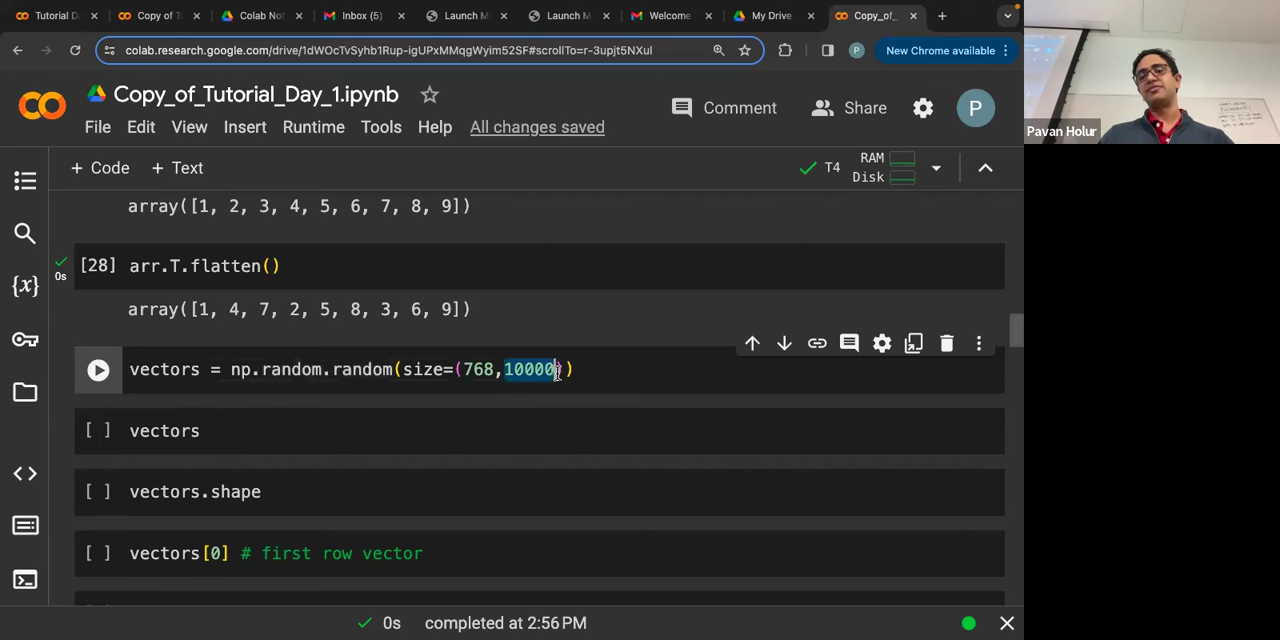 Tutorial D
Copy of T
Colab Not
Inbox (5)
Launch M
Launch M
Welcome
My Drive
Copy_of_
colab.research.google.com/drive/1dWOcTvSyhb1Rup-igUPxMMqgWyim52SF#scrollTo=r-3upjt5NXul
P
New Chrome available
Copy_of_Tutorial_Day_1.ipynb
Comment
Share
P
File Edit View Insert Runtime Tools Help All changes saved
+ Code + Text
T4
RAM
Disk
array([1, 2, 3, 4, 5, 6, 7, 8, 9])
[28] arr.T.flatten()
0s
array([1, 4, 7, 2, 5, 8, 3, 6, 9])
{x}
vectors = np.random.random(size=(768,10000))
[ ] vectors
[ ] vectors.shape
[ ] vectors[0] # first row vector
0s completed at 2:56 PM
Pavan Holur